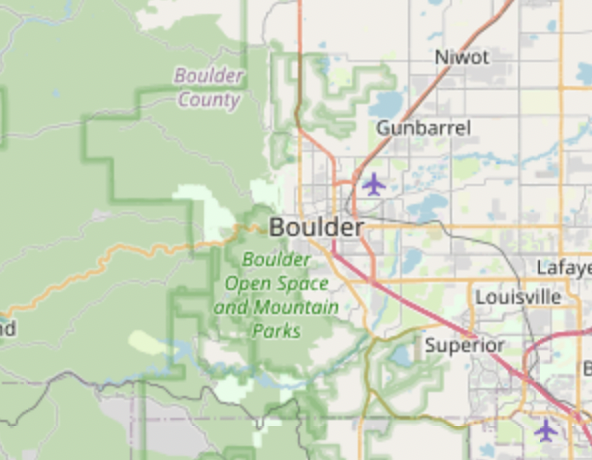 Niwot
Boulder
County
Gunbarrel
Boulder
Boulder
Open Space
and Mountain
Parks
Lafaye
Louisville
nd
Superior
B